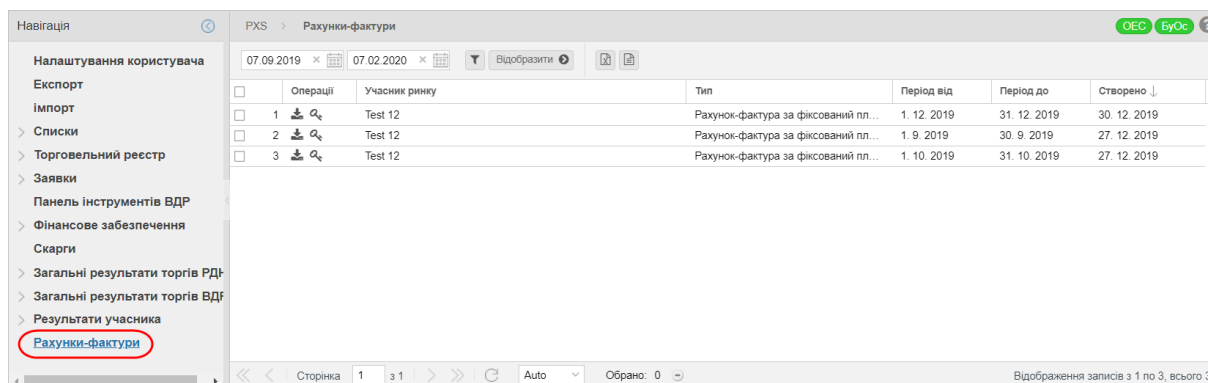 Навігація
PXS > Рахунки-фактури
ОЕС БуОс ?
Налаштування користувача
07.09.2019 × 07.02.2020 × Відобразити
Експорт
Операції Учасник ринку Тип Період від Період до Створено ↓
імпорт
1 Test 12 Рахунок-фактура за фіксований пл... 1. 12. 2019 31. 12. 2019 30. 12. 2019
Списки
2 Test 12 Рахунок-фактура за фіксований пл... 1. 9. 2019 30. 9. 2019 27. 12. 2019
Торговельний реєстр
3 Test 12 Рахунок-фактура за фіксований пл... 1. 10. 2019 31. 10. 2019 27. 12. 2019
Заявки
Панель інструментів ВДР
Фінансове забезпечення
Скарги
Загальні результати торгів РДН
Загальні результати торгів ВДР
Результати учасника
Рахунки-фактури
Сторінка 1 з 1 Auto Обрано: 0 Відображення записів з 1 по 3, всього 3